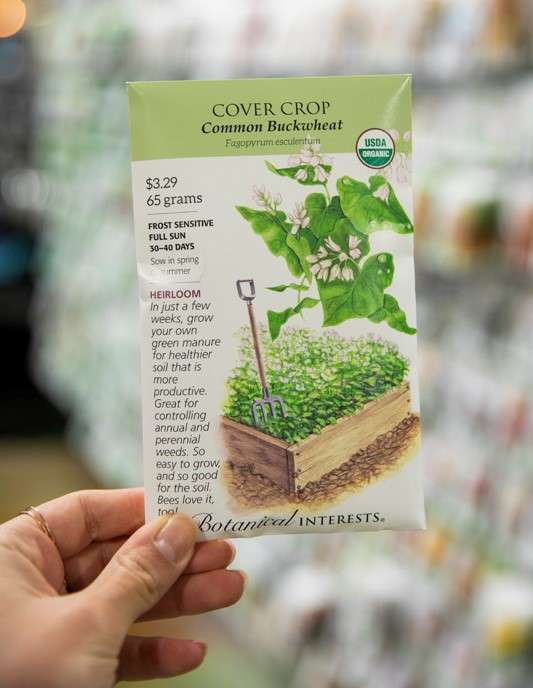 COVER CROP
Common Buckwheat
Fagopyrum esculentum
USDA
ORGANIC
$3.29
65 grams
FROST SENSITIVE
FULL SUN
30–40 DAYS
Sow in spring
summer
HEIRLOOM
In just a few
weeks, grow
your own
green manure
for healthier
soil that is
more
productive.
Great for
controlling
annual and
perennial
weeds. So
easy to grow,
and so good
for the soil.
Bees love it,
too!
Botanical INTERESTS®